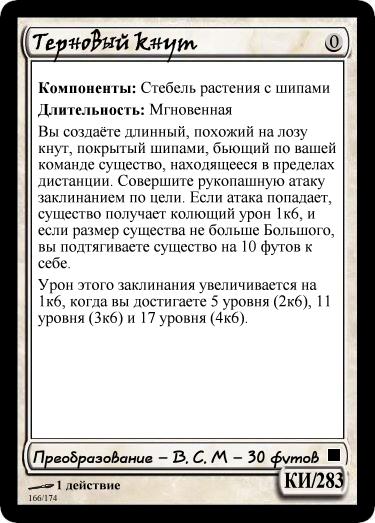 Терновый кнут
0
Компоненты: Стебель растения с шипами
Длительность: Мгновенная
Вы создаёте длинный, похожий на лозу
кнут, покрытый шипами, бьющий по вашей
команде существо, находящееся в пределах
дистанции. Совершите рукопашную атаку
заклинанием по цели. Если атака попадает,
существо получает колющий урон 1к6, и
если размер существа не больше Большого,
вы подтягиваете существо на 10 футов к
себе.
Урон этого заклинания увеличивается на
1к6, когда вы достигаете 5 уровня (2к6), 11
уровня (3к6) и 17 уровня (4к6).
Преобразование – В, С, М – 30 футов
КИ/283
1 действие
166/174